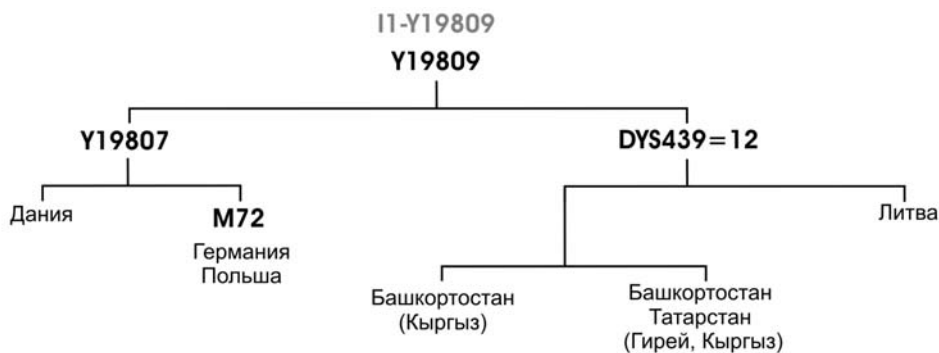 I1-Y19809
Y19809
Y19807
DYS439=12
Дания
M72
Литва
Германия
Польша
Башкортостан
(Кыргыз)
Башкортостан
Татарстан
(Гирей, Кыргыз)